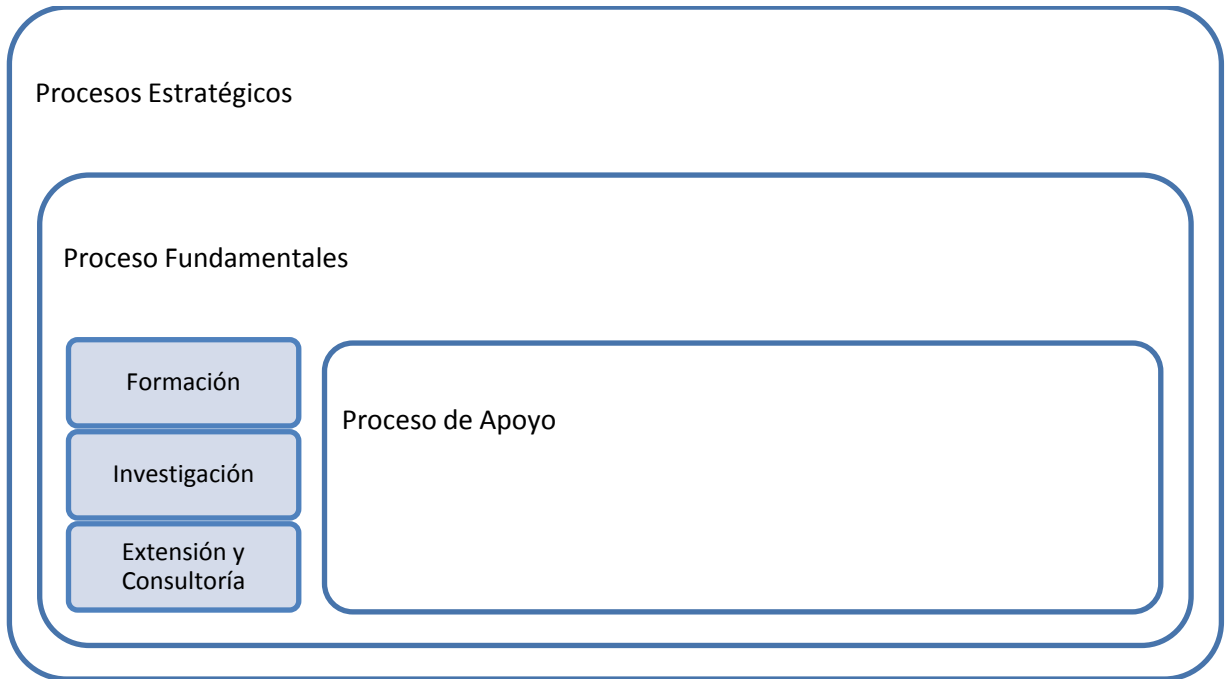 Procesos Estratégicos
Proceso Fundamentales
Formación
Investigación
Extensión y
Consultoría
Proceso de Apoyo